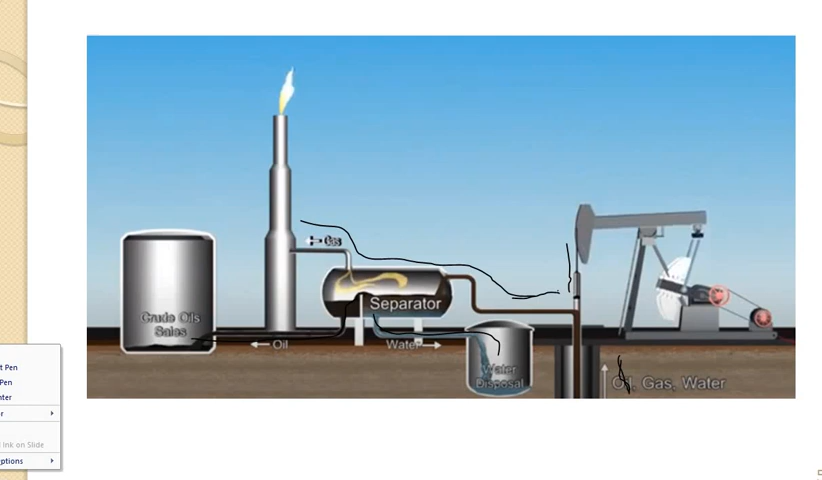 Gas
Separator
Crude Oils
Sales
Oil
Water
Water
Disposal
Oil, Gas, Water
t Pen
Pen
nter
r
Ink on Slide
ptions